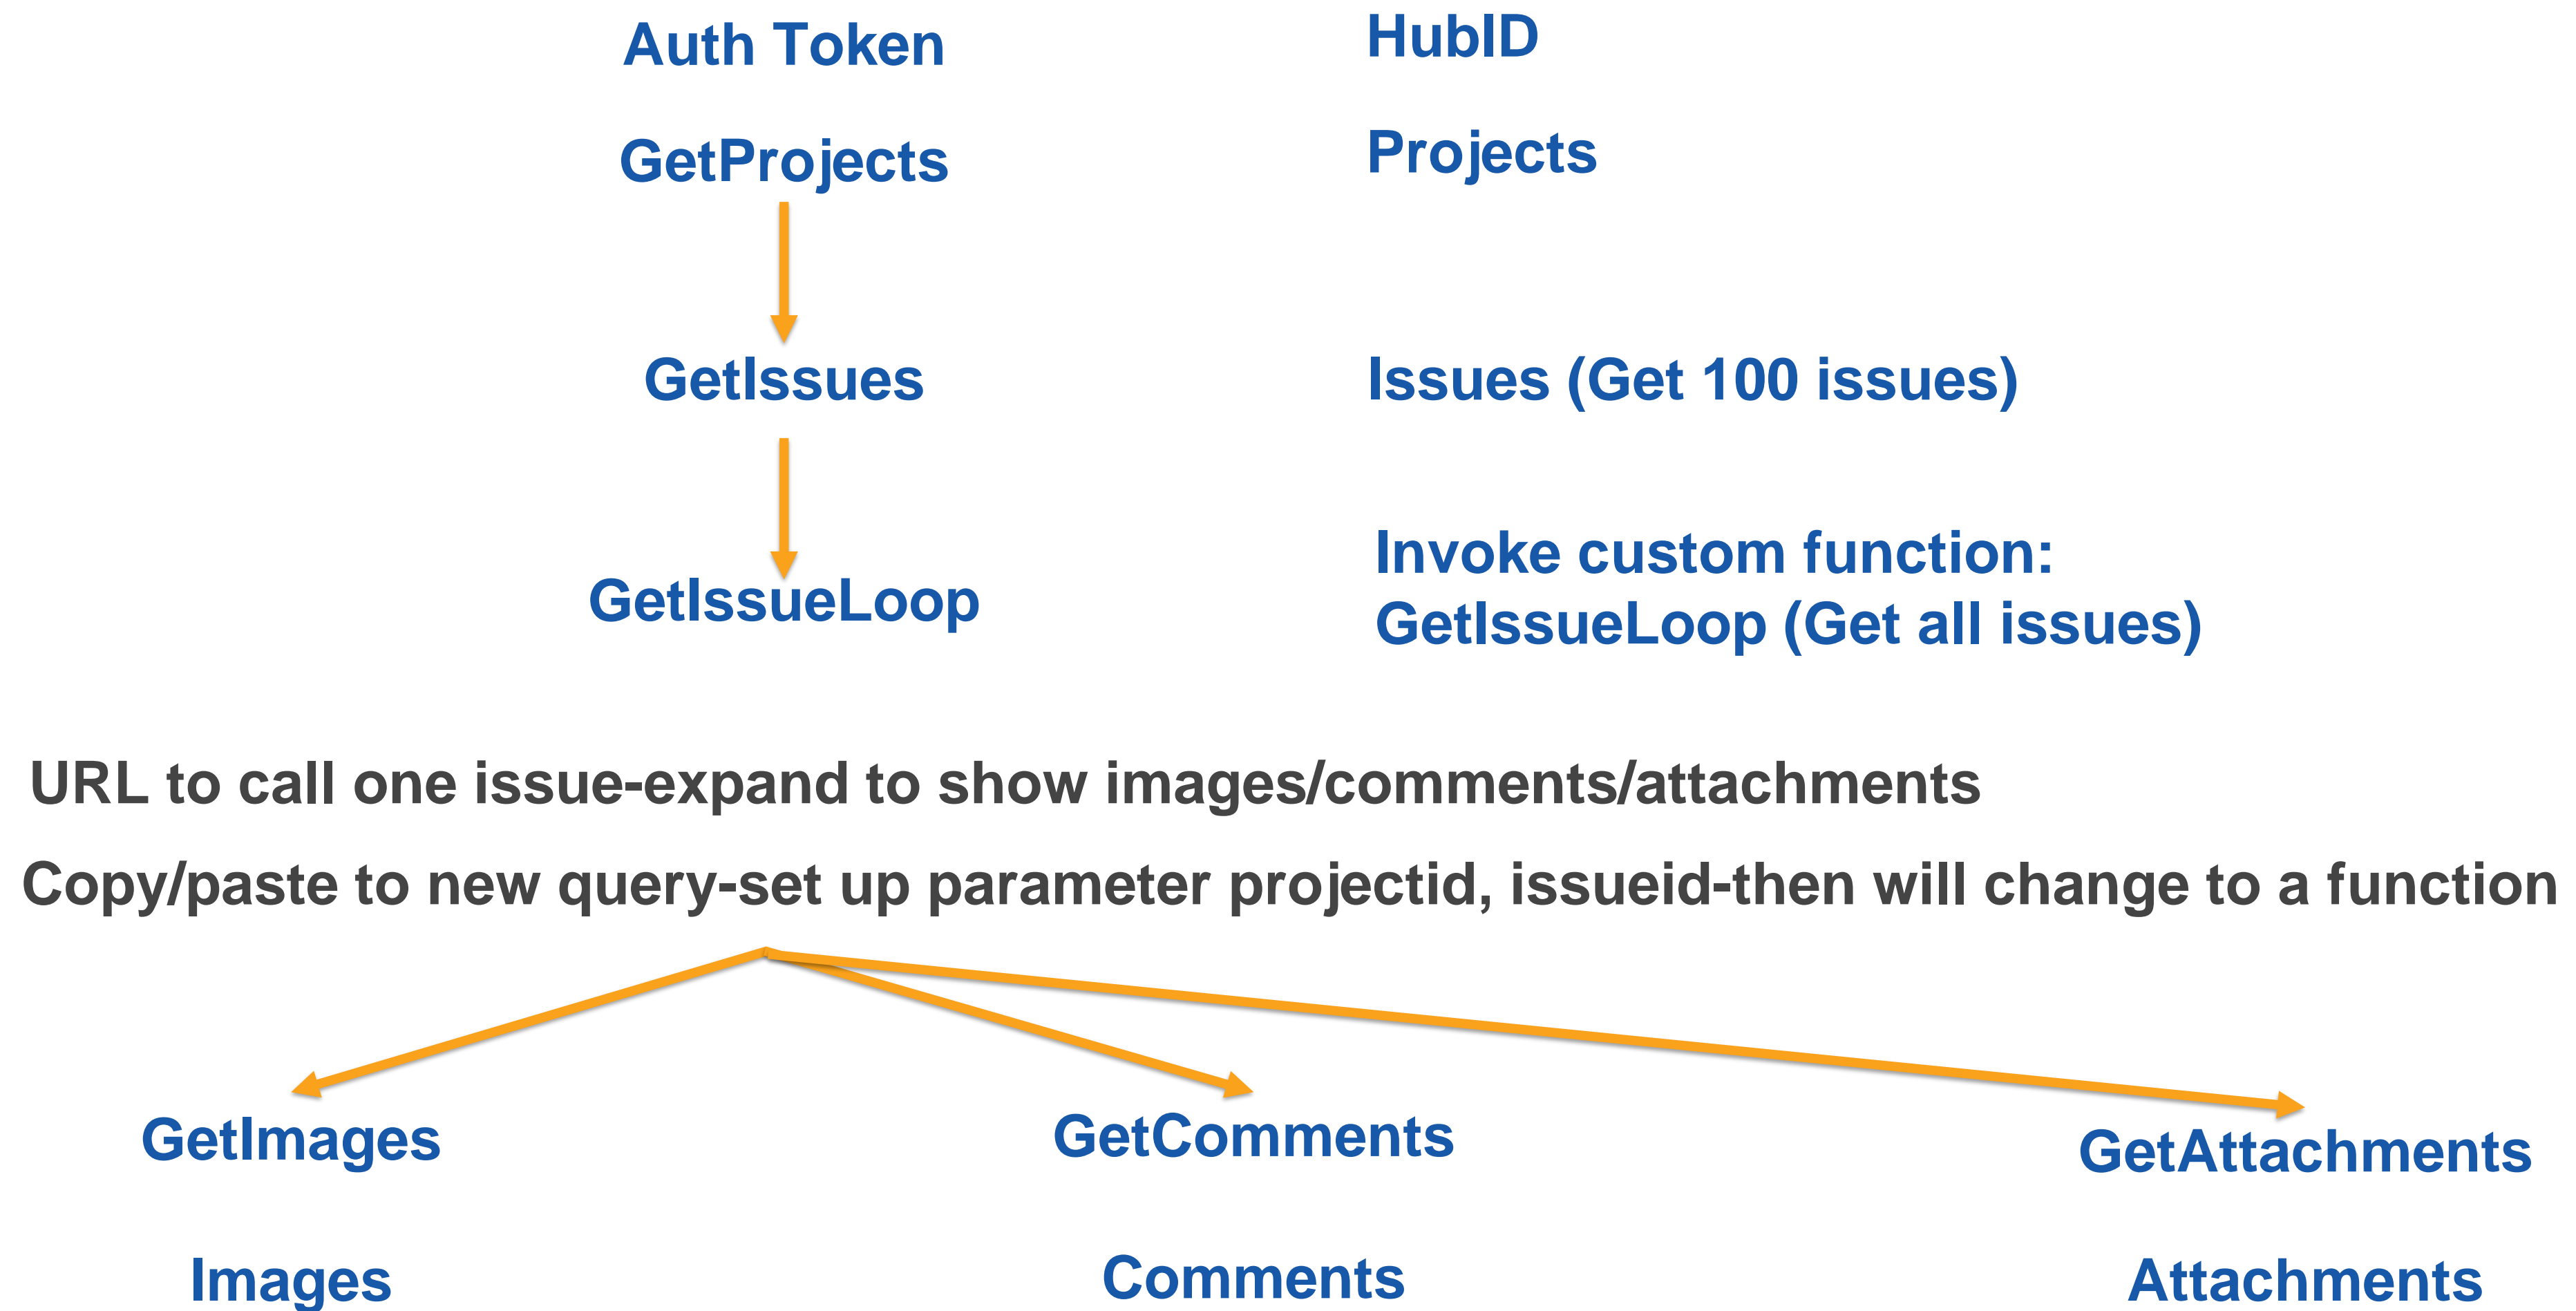 Auth Token
HubID
GetProjects
Projects
GetIssues
Issues (Get 100 issues)
GetIssueLoop
Invoke custom function:
GetIssueLoop (Get all issues)
URL to call one issue-expand to show images/comments/attachments
Copy/paste to new query-set up parameter projectid, issueid-then will change to a function
GetImages
GetComments
GetAttachments
Images
Comments
Attachments